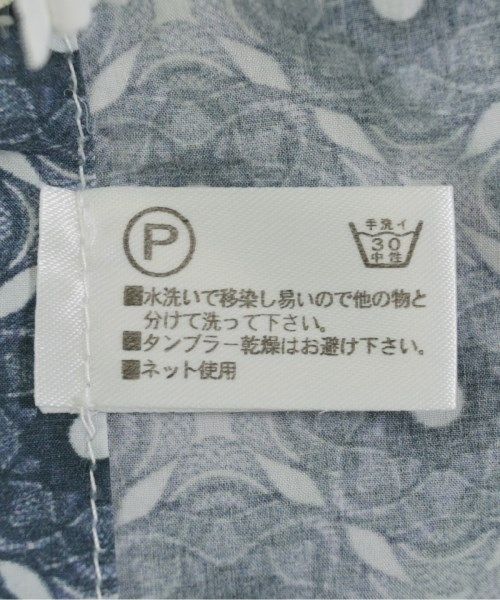 P
手洗イ
30
中性
■水洗いで移染し易いので他の物と
分けて洗って下さい。
■タンブラー乾燥はお避け下さい。
■ネット使用